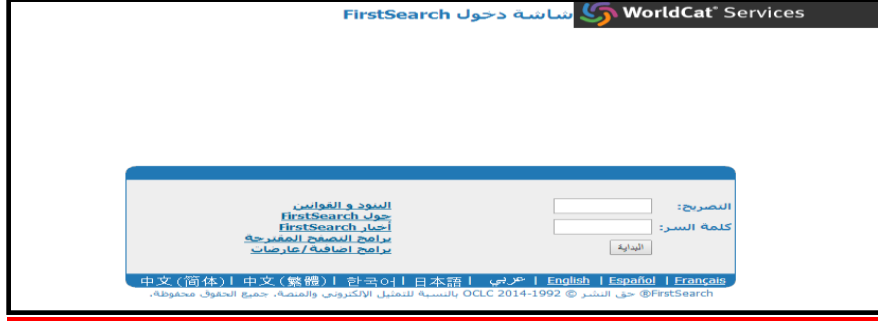 شاشة دخول FirstSearch
WorldCat® Services
التصريح:
كلمة السر:
البداية
البنود و القوانين
حول FirstSearch
أخبار FirstSearch
برامج التصفح المقترحة
برامج اضافية/عارضات
中文(简体)| 中文(繁體)| 한국어| 日本語 | عربي | English | Español | Français
FirstSearch® حق النشر © 1992-2014 OCLC بالنسبة للتمثيل الإلكتروني والمنصة. جميع الحقوق محفوظة.